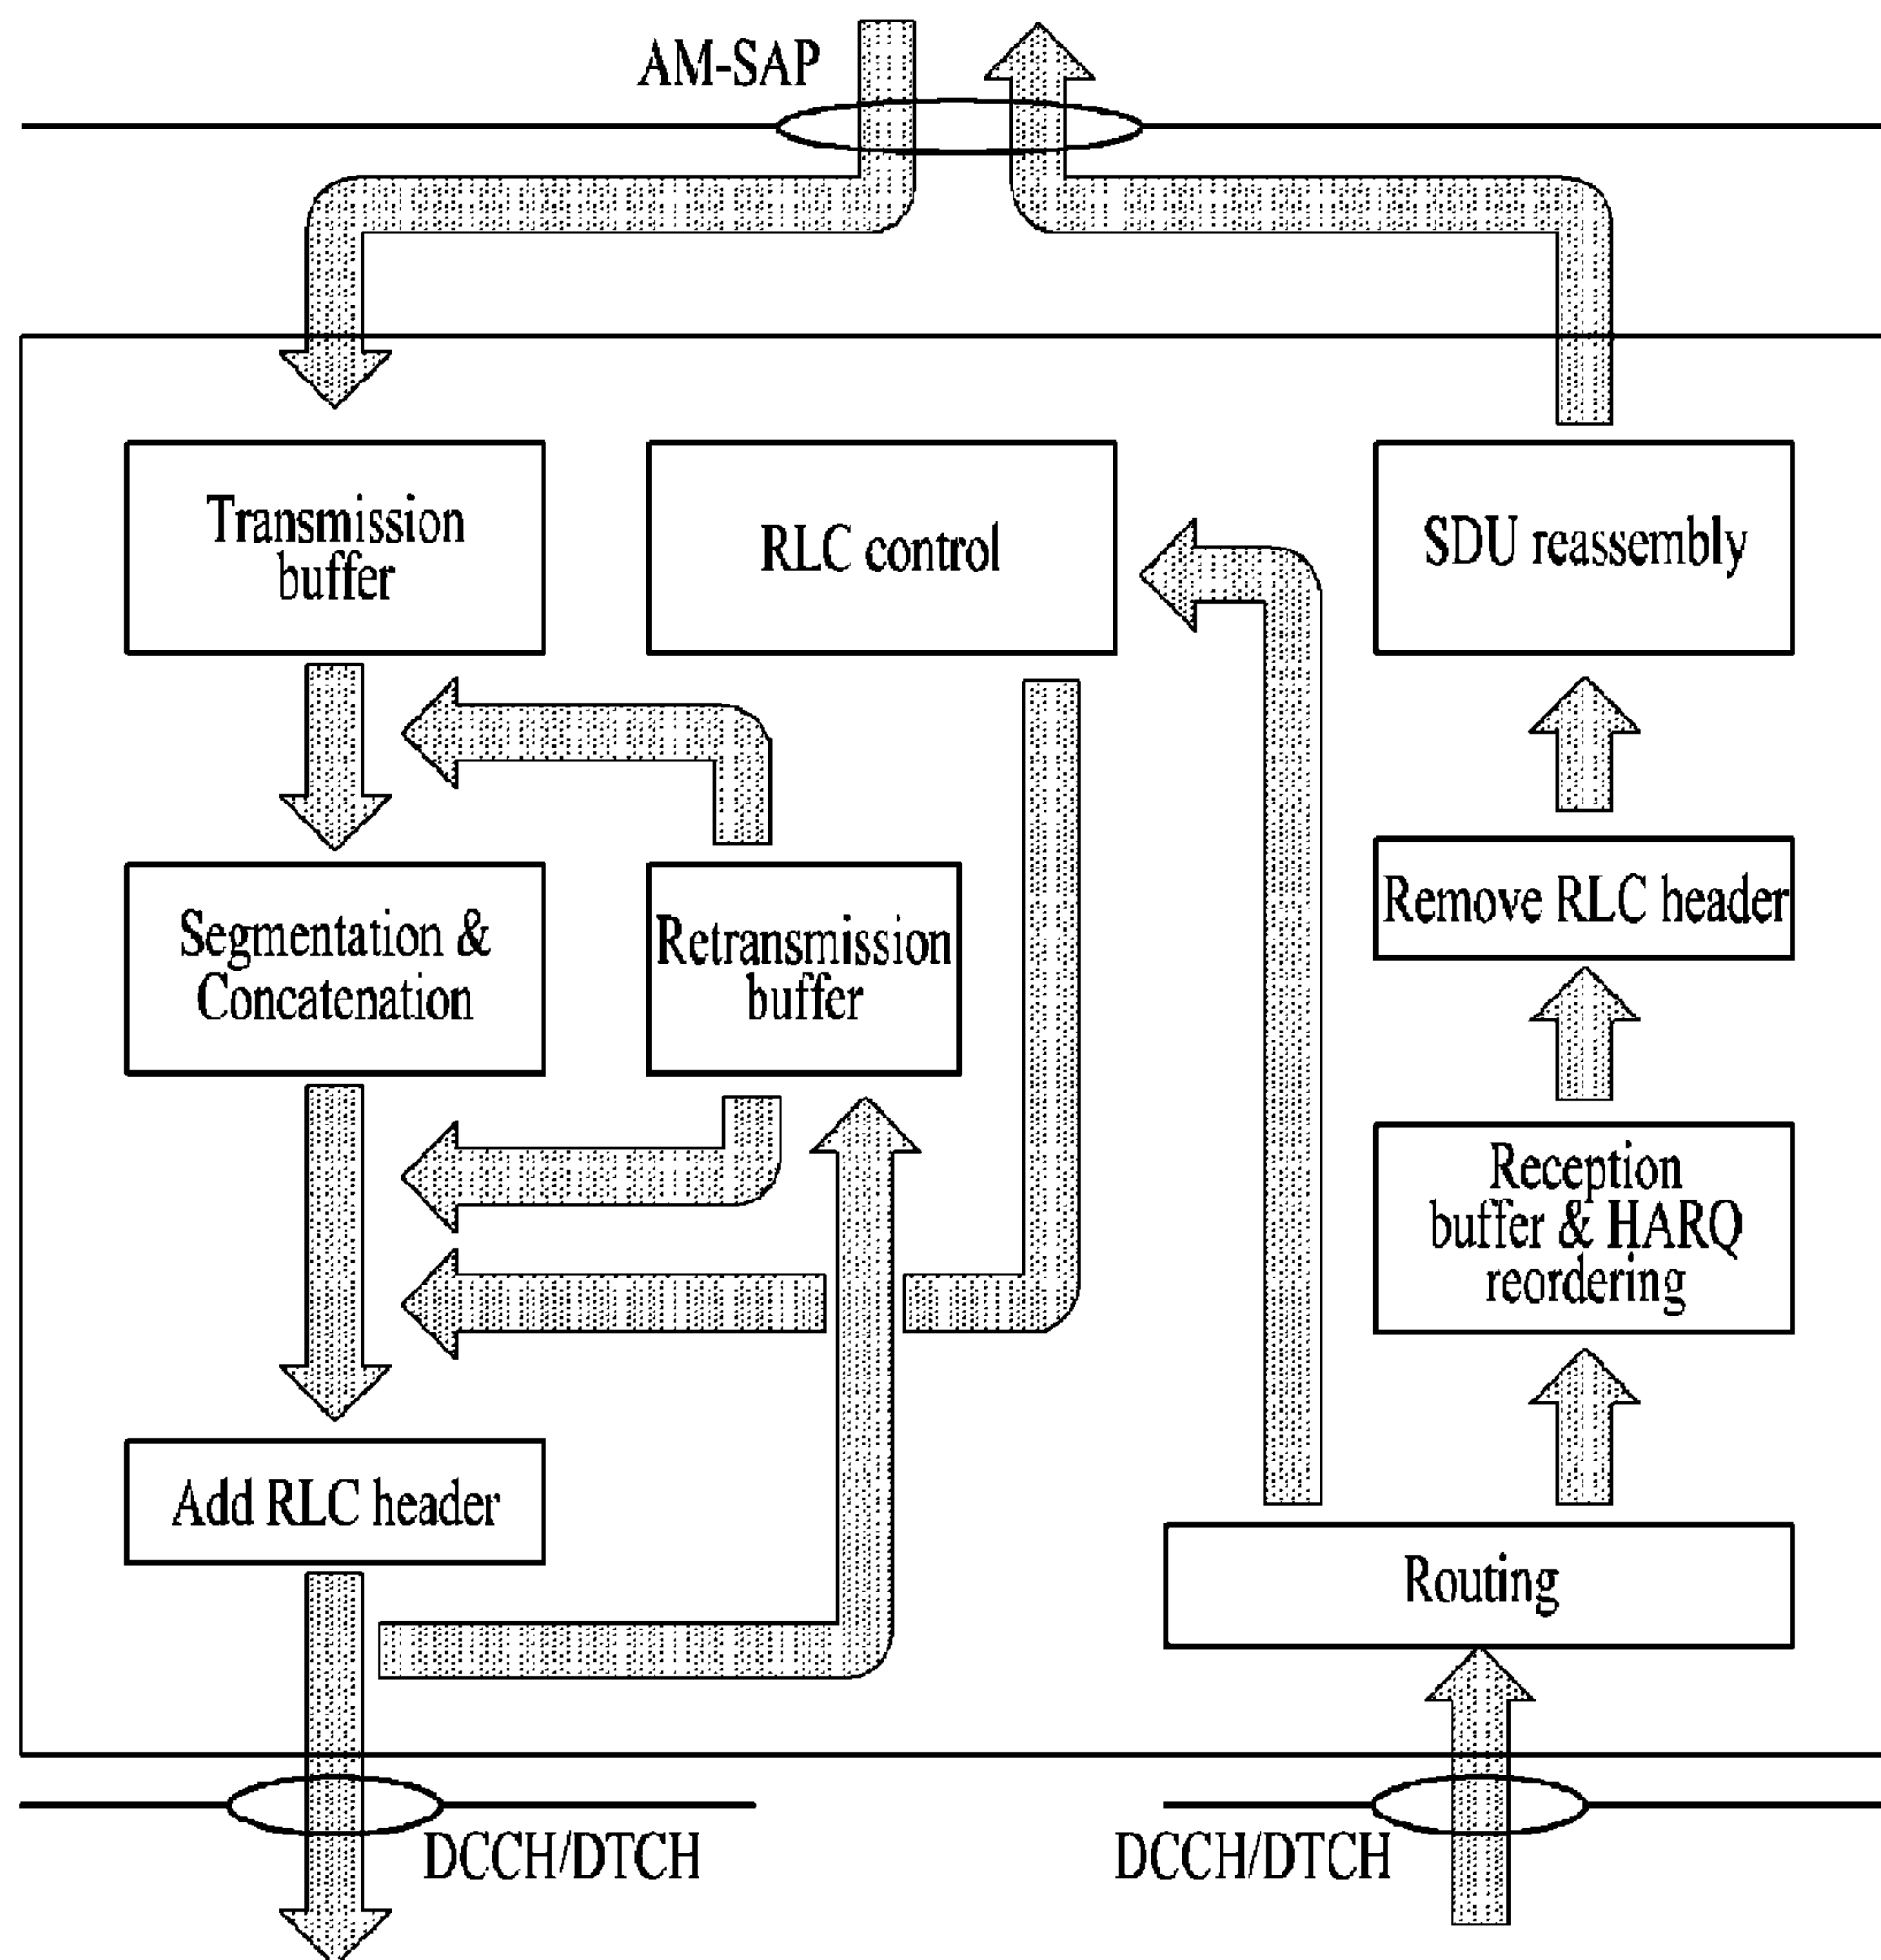 AM-SAP
Transmission
buffer
RLC control
SDU reassembly
Segmentation &
Concatenation
Retransmission
buffer
Remove RLC header
Reception
buffer & HARQ
reordering
Add RLC header
Routing
DCCH/DTCH
DCCH/DTCH